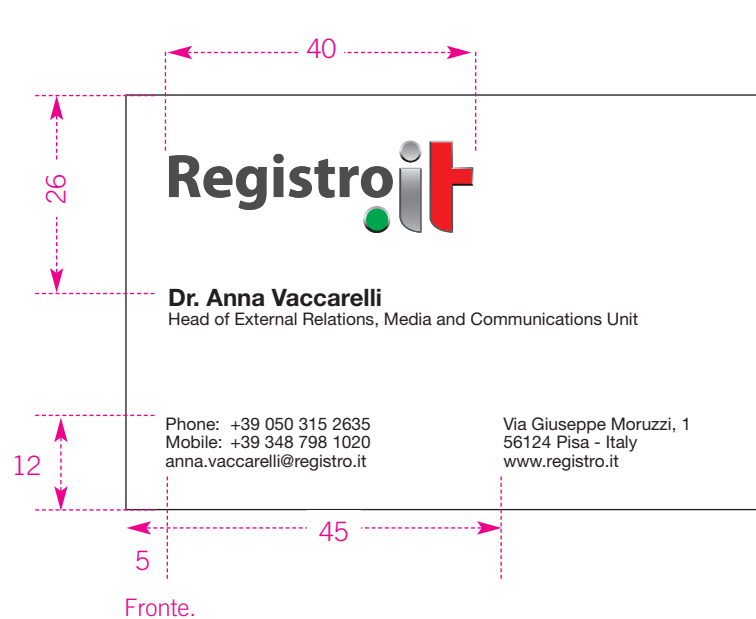 40
26
Registro.it
Dr. Anna Vaccarelli
Head of External Relations, Media and Communications Unit
Phone: +39 050 315 2635
Mobile: +39 348 798 1020
anna.vaccarelli@registro.it
Via Giuseppe Moruzzi, 1
56124 Pisa - Italy
www.registro.it
12
45
5
Fronte.